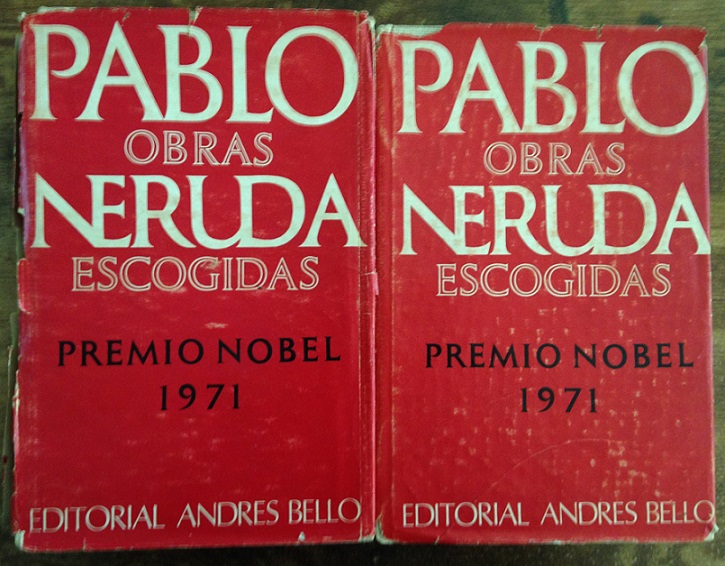 PABLO
OBRAS
NERUDA
ESCOGIDAS
PREMIO NOBEL
1971
EDITORIAL ANDRES BELLO
PABLO
OBRAS
NERUDA
ESCOGIDAS
PREMIO NOBEL
1971
EDITORIAL ANDRES BELLO